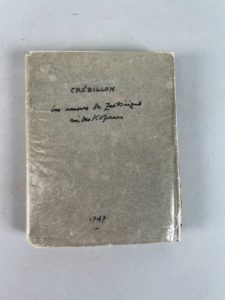 CRÉBILLON
Les amours de Zeokinizul
roi des Kofirans
1747